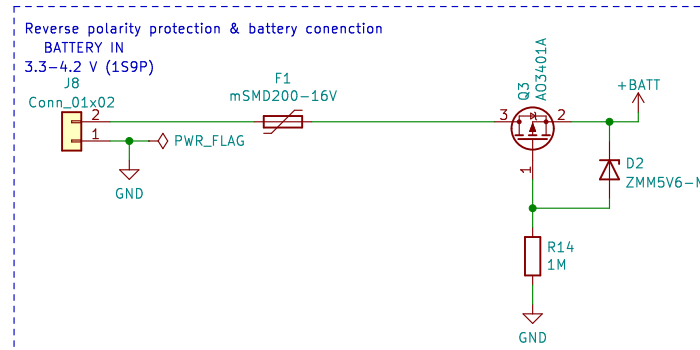 Reverse polarity protection & battery conenction
BATTERY IN
3.3-4.2 V (1S9P)
J8
Conn_01x02
2
1
PWR_FLAG
GND
F1
mSMD200-16V
Q3
AO3401A
3
2
1
+BATT
D2
ZMM5V6-M
R14
1M
GND